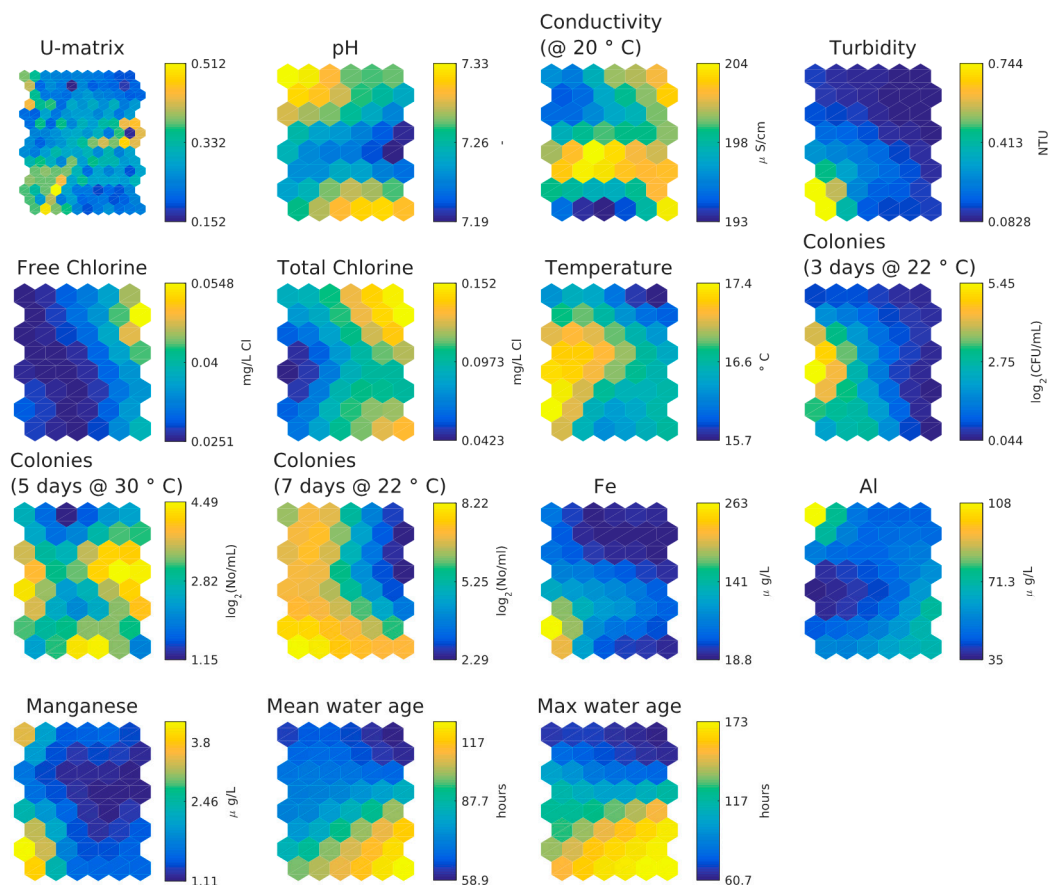 U-matrix
0.512
0.332
0.152
pH
7.33
7.26
7.19
-
Conductivity
(@ 20 ° C)
204
198
193
μ S/cm
Turbidity
0.744
0.413
0.0828
NTU
Free Chlorine
0.0548
0.04
0.0251
mg/L Cl
Total Chlorine
0.152
0.0973
0.0423
mg/L Cl
Temperature
17.4
16.6
15.7
° C
Colonies
(3 days @ 22 ° C)
5.45
2.75
0.044
log₂(CFU/mL)
Colonies
(5 days @ 30 ° C)
4.49
2.82
1.15
log₂(No/mL)
Colonies
(7 days @ 22 ° C)
8.22
5.25
2.29
log₂(No/ml)
Fe
263
141
18.8
μ g/L
Al
108
71.3
35
μ g/L
Manganese
3.8
2.46
1.11
μ g/L
Mean water age
117
87.7
58.9
hours
Max water age
173
117
60.7
hours